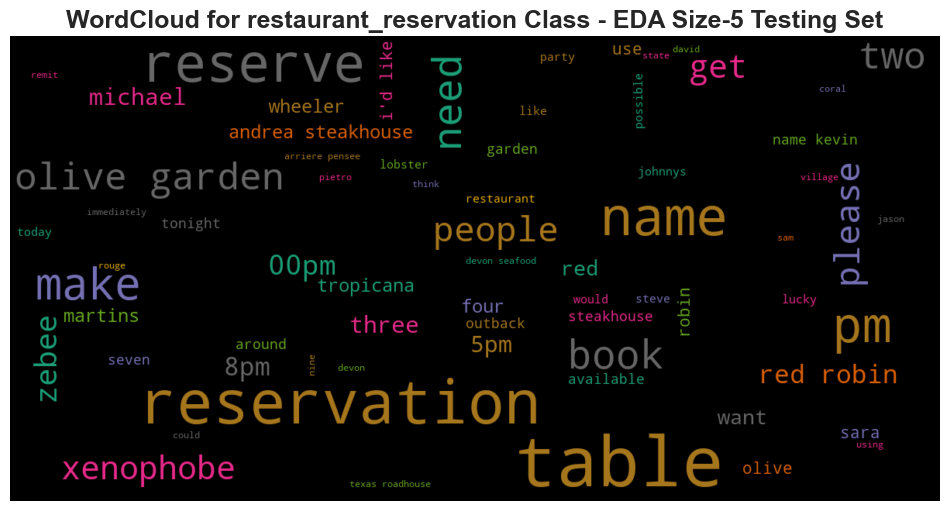 WordCloud for restaurant_reservation Class - EDA Size-5 Testing Set
reserve
i'd like
need
party
use
state
david
get
two
remit
michael
wheeler
like
possible
coral
andrea steakhouse
garden
name kevin
arriere pensee
lobster
olive garden
pietro
think
johnnys
village
please
immediately
tonight
restaurant
people
name
jason
today
sam
rouge
00pm
devon seafood
red
make
tropicana
four
would
steve
robin
lucky
martins
three
outback
steakhouse
pm
zebee
around
5pm
book
seven
8pm
nine
devon
available
red robin
reservation
want
could
sara
using
xenophobe
table
olive
texas roadhouse